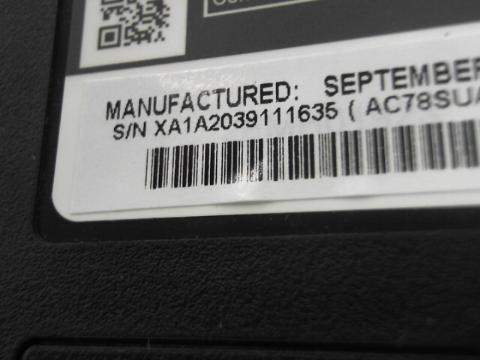 MANUFACTURED: SEPTEMBER
S/N XA1A2039111635 ( AC78SUA